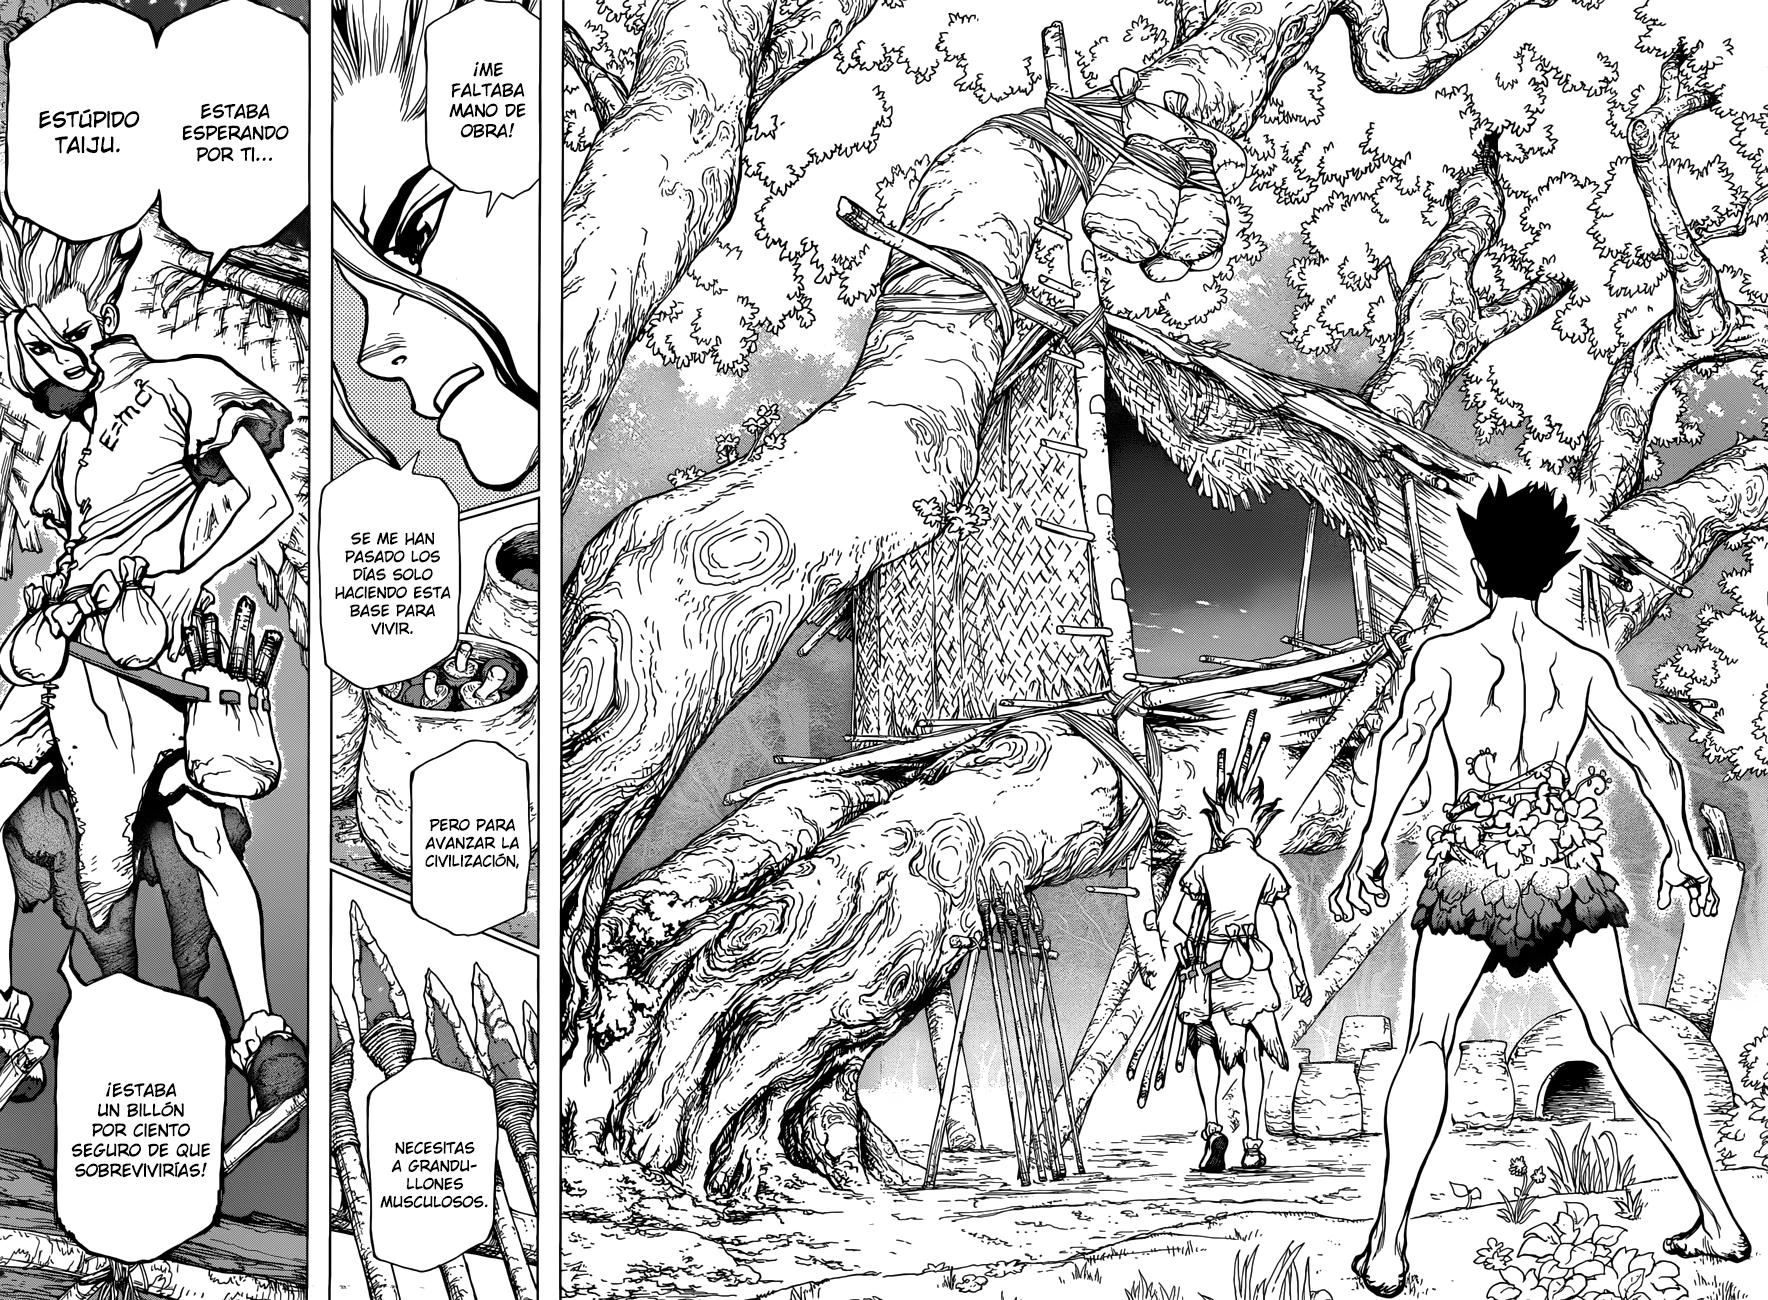 ¡ME
FALTABA
MANO DE
OBRA!
SE ME HAN
PASADO LOS
DÍAS SOLO
HACIENDO ESTA
BASE PARA
VIVIR.
PERO PARA
AVANZAR LA
CIVILIZACIÓN,
NECESITAS
A GRANDU-
LLONES
MUSCULOSOS.
ESTABA
ESPERANDO
POR TI...
ESTÚPIDO
TAIJU.
E=mc²
¡ESTABA
UN BILLÓN
POR CIENTO
SEGURO DE QUE
SOBREVIVIRÍAS!